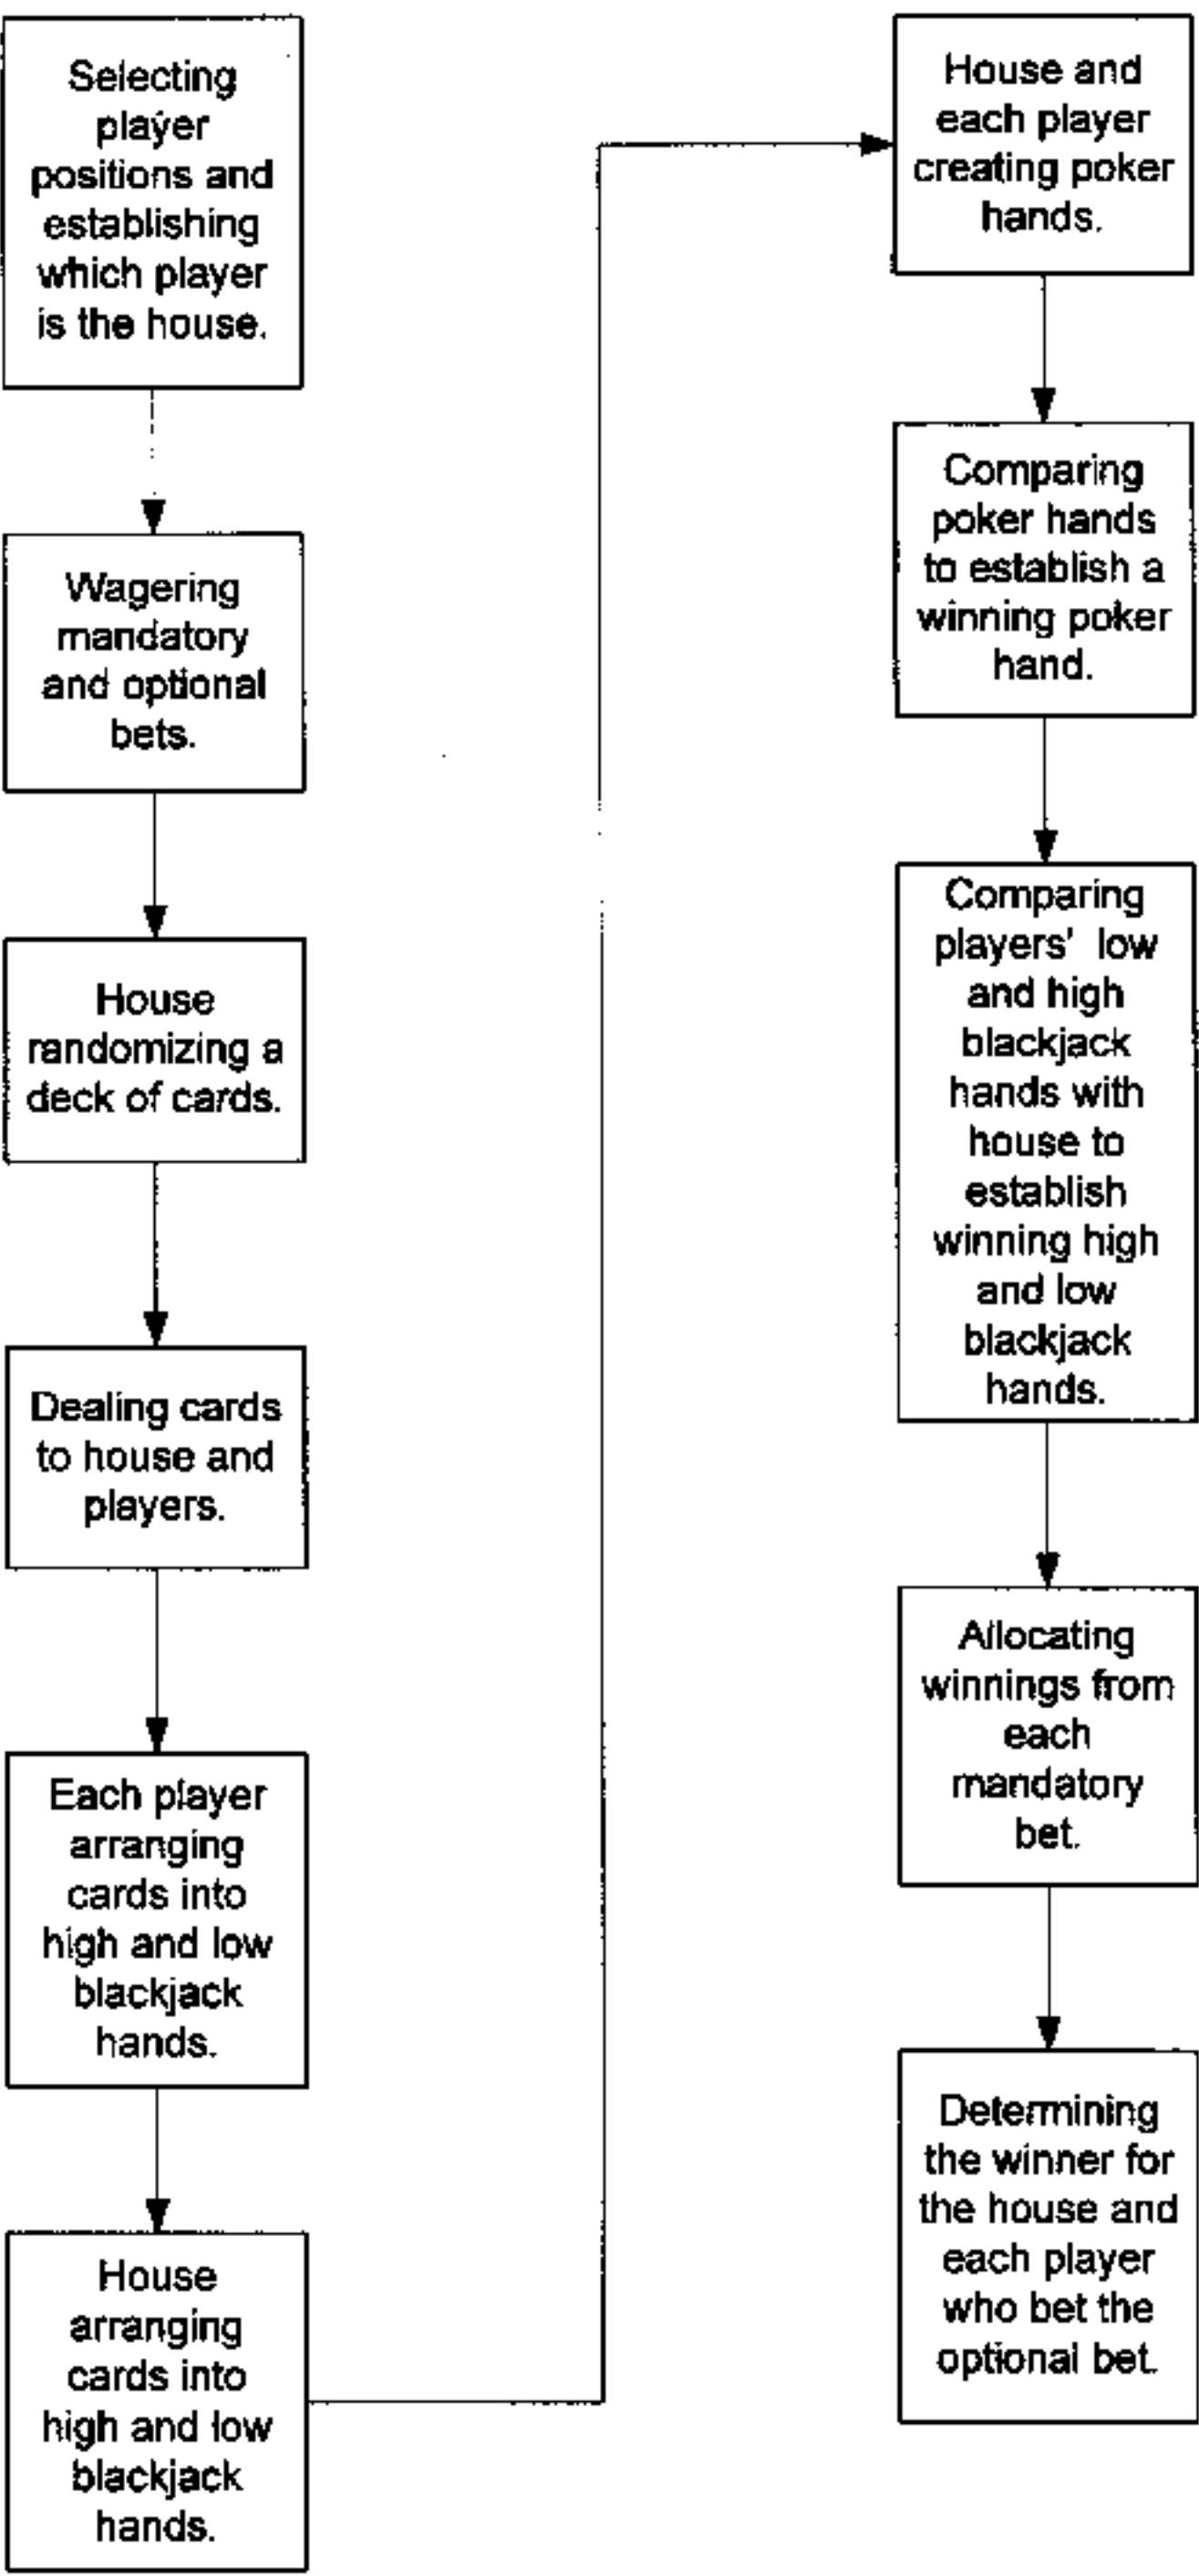 Selecting
player
positions and
establishing
which player
is the house.
Wagering
mandatory
and optional
bets.
House
randomizing a
deck of cards.
Dealing cards
to house and
players.
Each player
arranging
cards into
high and low
blackjack
hands.
House
arranging
cards into
high and low
blackjack
hands.
House and
each player
creating poker
hands.
Comparing
poker hands
to establish a
winning poker
hand.
Comparing
players' low
and high
blackjack
hands with
house to
establish
winning high
and low
blackjack
hands.
Allocating
winnings from
each
mandatory
bet.
Determining
the winner for
the house and
each player
who bet the
optional bet.